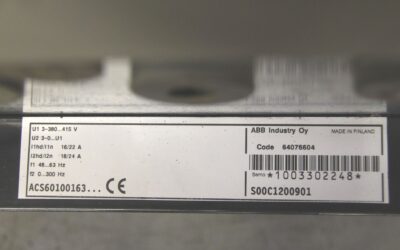 U1 3~380...415 V
U2 3~0...U1
I1hd/I1n 16/22 A
I2hd/I2n 18/24 A
f1 48...63 Hz
f2 0...300 Hz
ACS60100163... CE
ABB Industry Oy MADE IN FINLAND
Code 64076604
Serno *1003302248*
S00C1200901